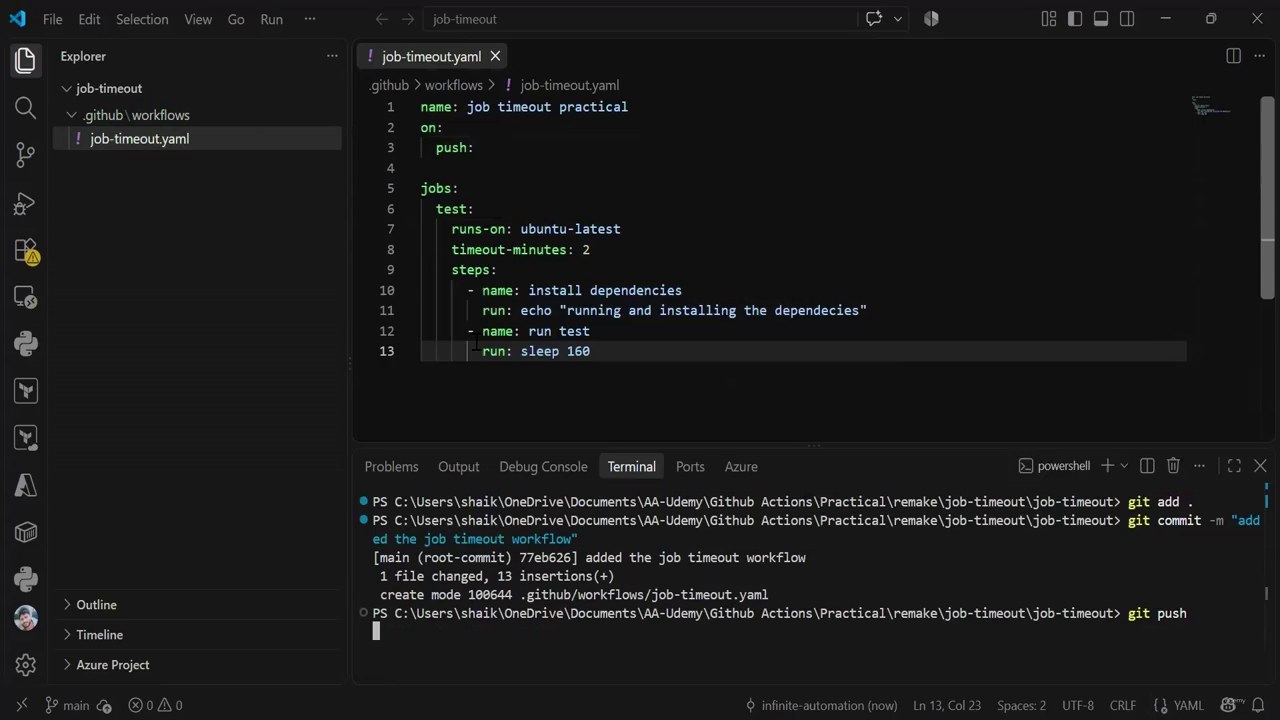 File Edit Selection View Go Run ··· job-timeout
Explorer ···
job-timeout
.github\workflows
! job-timeout.yaml
Outline
Timeline
Azure Project
! job-timeout.yaml
.github > workflows > ! job-timeout.yaml
1 name: job timeout practical
2 on:
3 push:
4
5 jobs:
6 test:
7 runs-on: ubuntu-latest
8 timeout-minutes: 2
9 steps:
10 - name: install dependencies
11 run: echo "running and installing the dependecies"
12 - name: run test
13 run: sleep 160
Problems Output Debug Console Terminal Ports Azure powershell
PS C:\Users\shaik\OneDrive\Documents\AA-Udemy\Github Actions\Practical\remake\job-timeout\job-timeout> git add .
PS C:\Users\shaik\OneDrive\Documents\AA-Udemy\Github Actions\Practical\remake\job-timeout\job-timeout> git commit -m "add
ed the job timeout workflow"
[main (root-commit) 77eb626] added the job timeout workflow
1 file changed, 13 insertions(+)
create mode 100644 .github/workflows/job-timeout.yaml
PS C:\Users\shaik\OneDrive\Documents\AA-Udemy\Github Actions\Practical\remake\job-timeout\job-timeout> git push
main 0 0 infinite-automation (now) Ln 13, Col 23 Spaces: 2 UTF-8 CRLF {} YAML